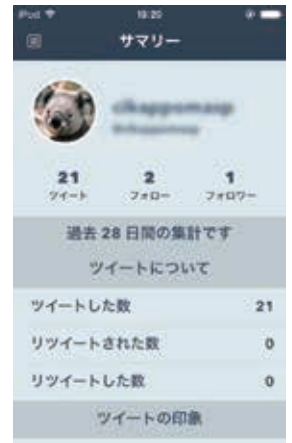 iPod 19:20
サマリー
21 2 1
ツイート フォロー フォロワー
過去 28 日間の集計です
ツイートについて
ツイートした数 21
リツイートされた数 0
リツイートした数 0
ツイートの印象